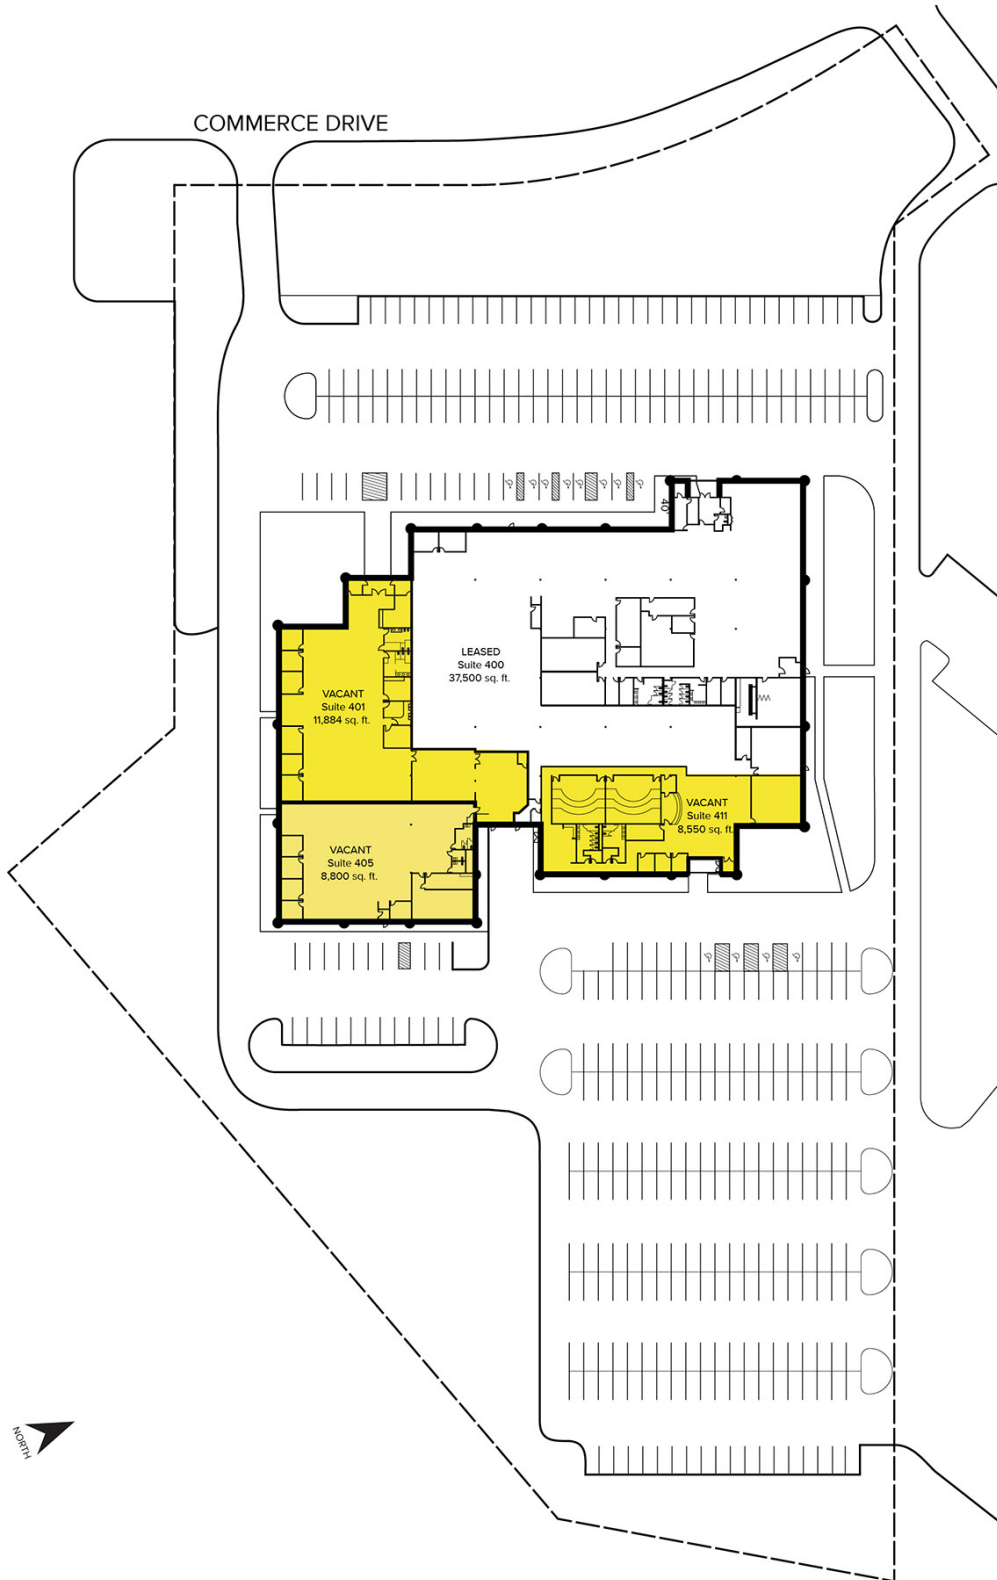 COMMERCE DRIVE
40'
LEASED
Suite 400
37,500 sq. ft.
VACANT
Suite 401
11,884 sq. ft.
VACANT
Suite 411
8,550 sq. ft.
VACANT
Suite 405
8,800 sq. ft.
NORTH